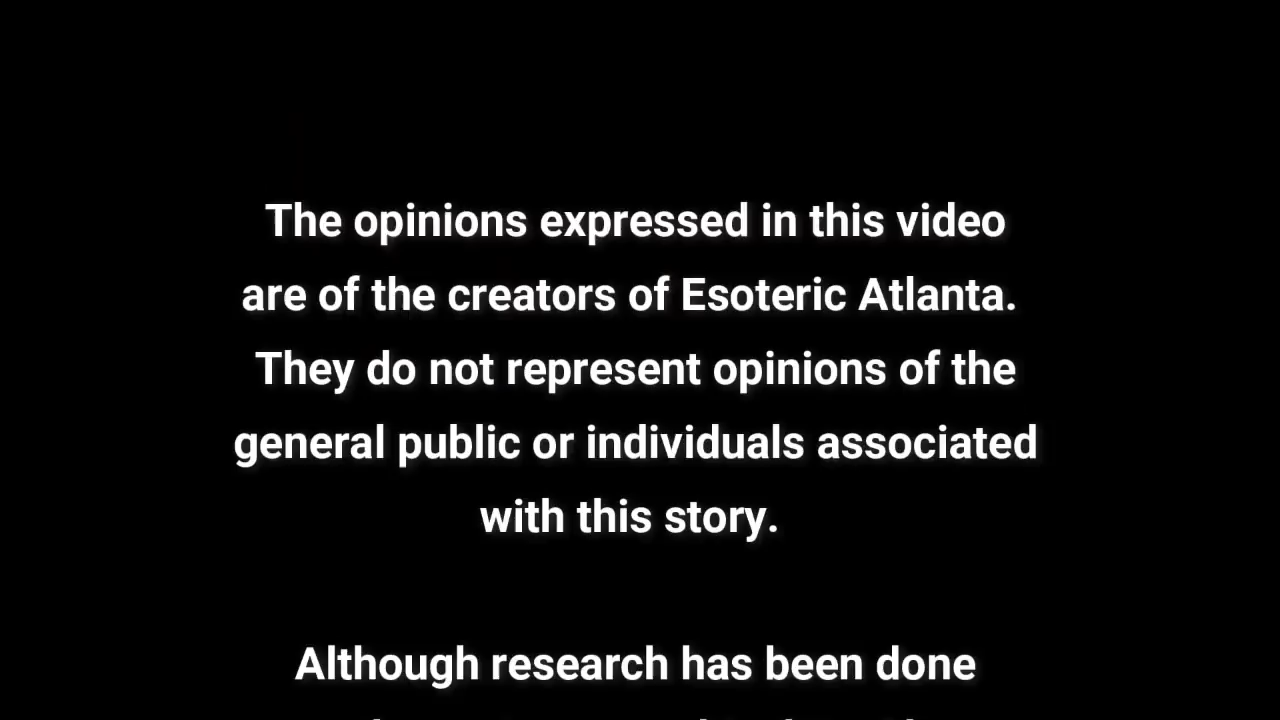 The opinions expressed in this video
are of the creators of Esoteric Atlanta.
They do not represent opinions of the
general public or individuals associated
with this story.
Although research has been done